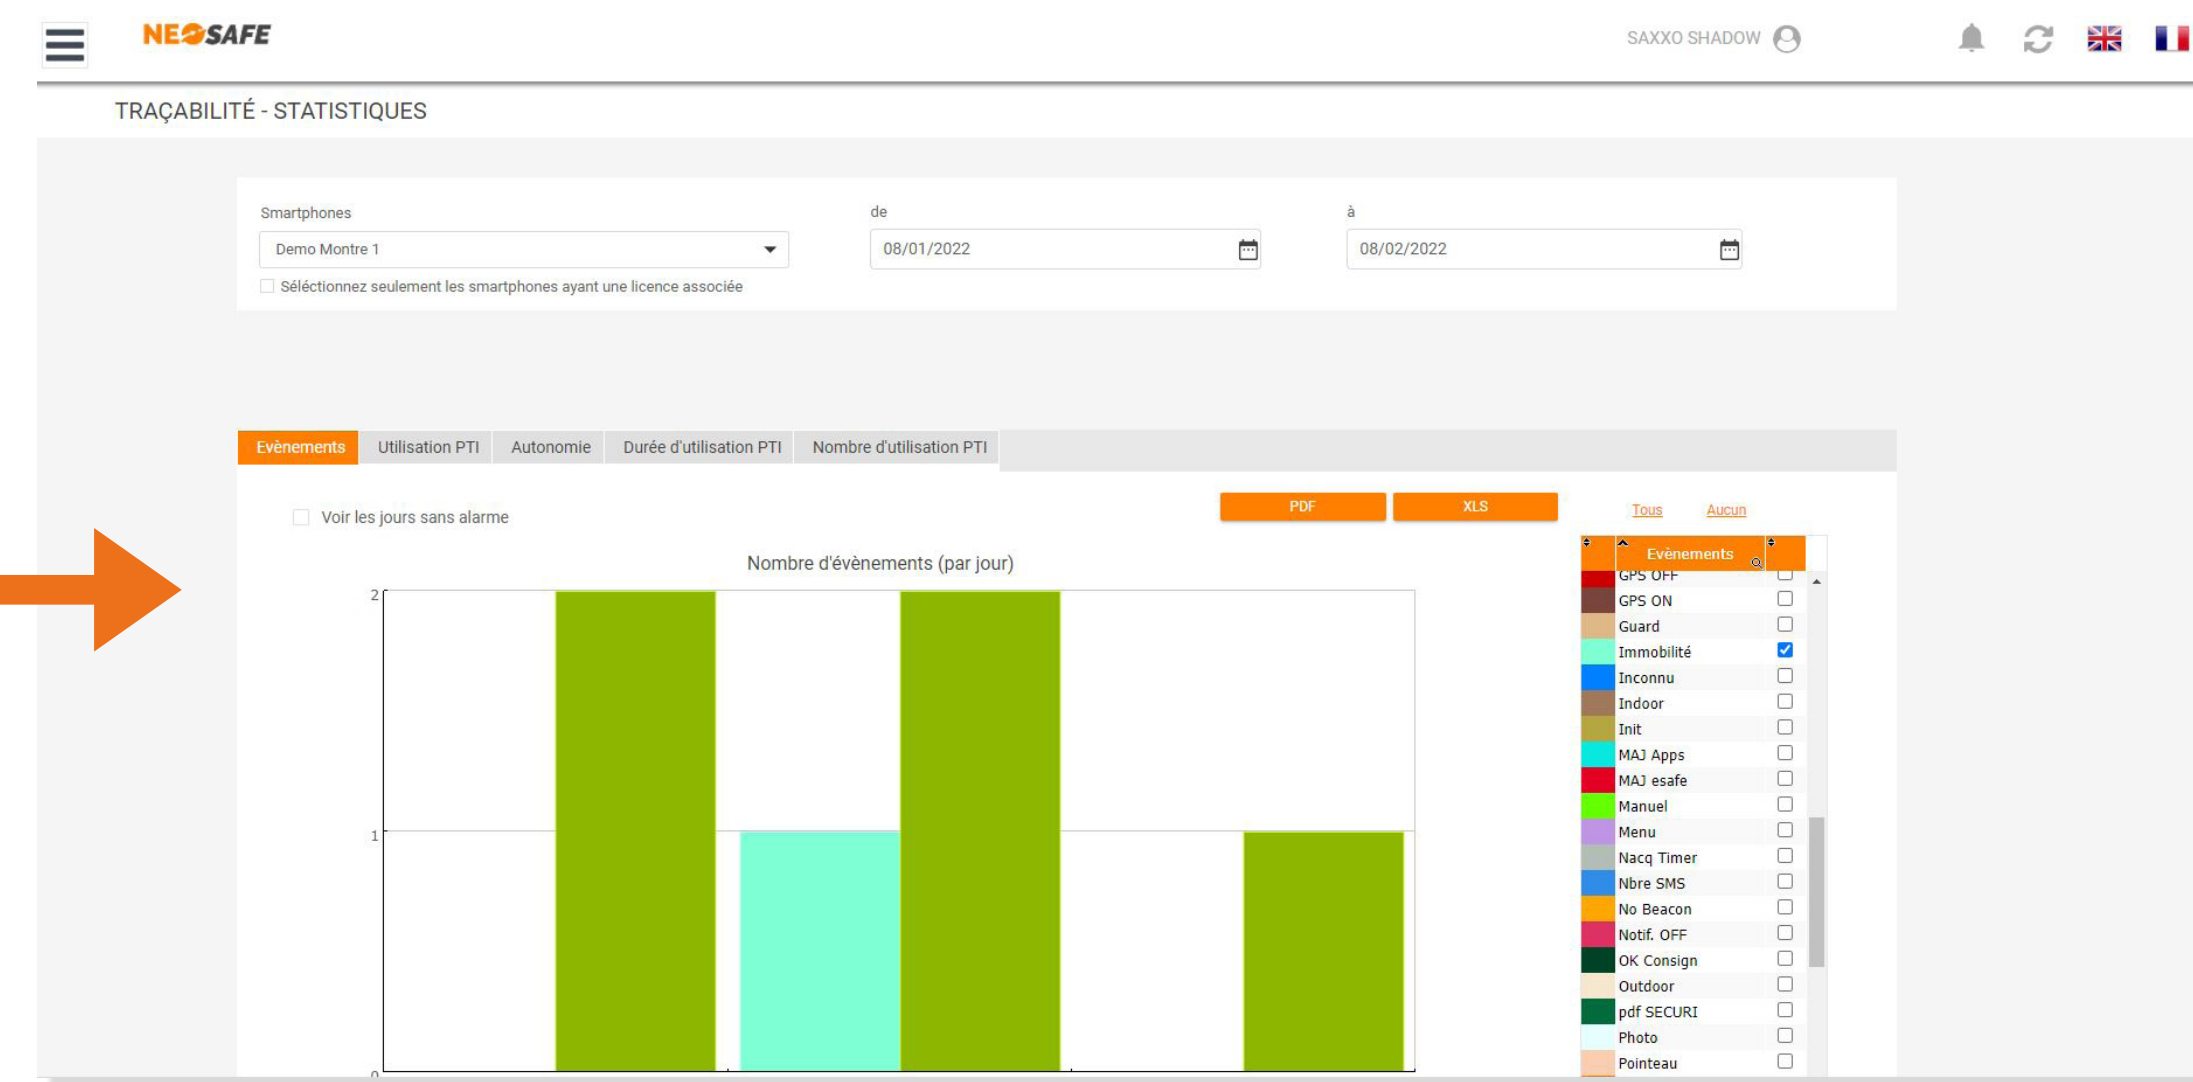 NEOSAFE
SAXXO SHADOW
TRAÇABILITÉ - STATISTIQUES
Smartphones
de
à
Demo Montre 1
08/01/2022
08/02/2022
Séléctionnez seulement les smartphones ayant une licence associée
Evènements
Utilisation PTI
Autonomie
Durée d'utilisation PTI
Nombre d'utilisation PTI
Voir les jours sans alarme
PDF
XLS
Tous
Aucun
Nombre d'évènements (par jour)
2
1
0
Evènements
GPS OFF
GPS ON
Guard
Immobilité
Inconnu
Indoor
Init
MAJ Apps
MAJ esafe
Manuel
Menu
Nacq Timer
Nbre SMS
No Beacon
Notif. OFF
OK Consign
Outdoor
pdf SECURI
Photo
Pointeau